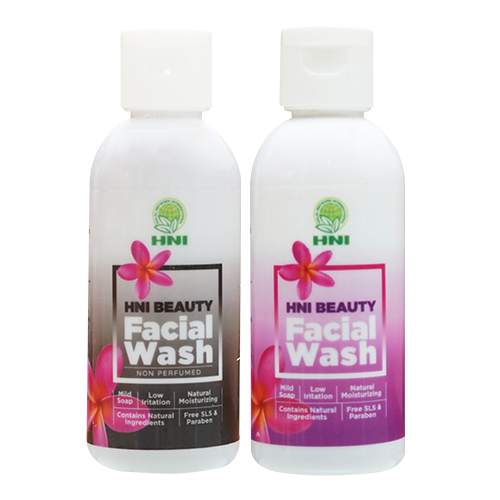 HNI
HNI BEAUTY
Facial
Wash
NON PERFUMED
Mild Soap
Low Irritation
Natural Moisturizing
Contains Natural Ingredients
Free SLS & Paraben
HNI
HNI BEAUTY
Facial
Wash
Mild Soap
Low Irritation
Natural Moisturizing
Contains Natural Ingredients
Free SLS & Paraben